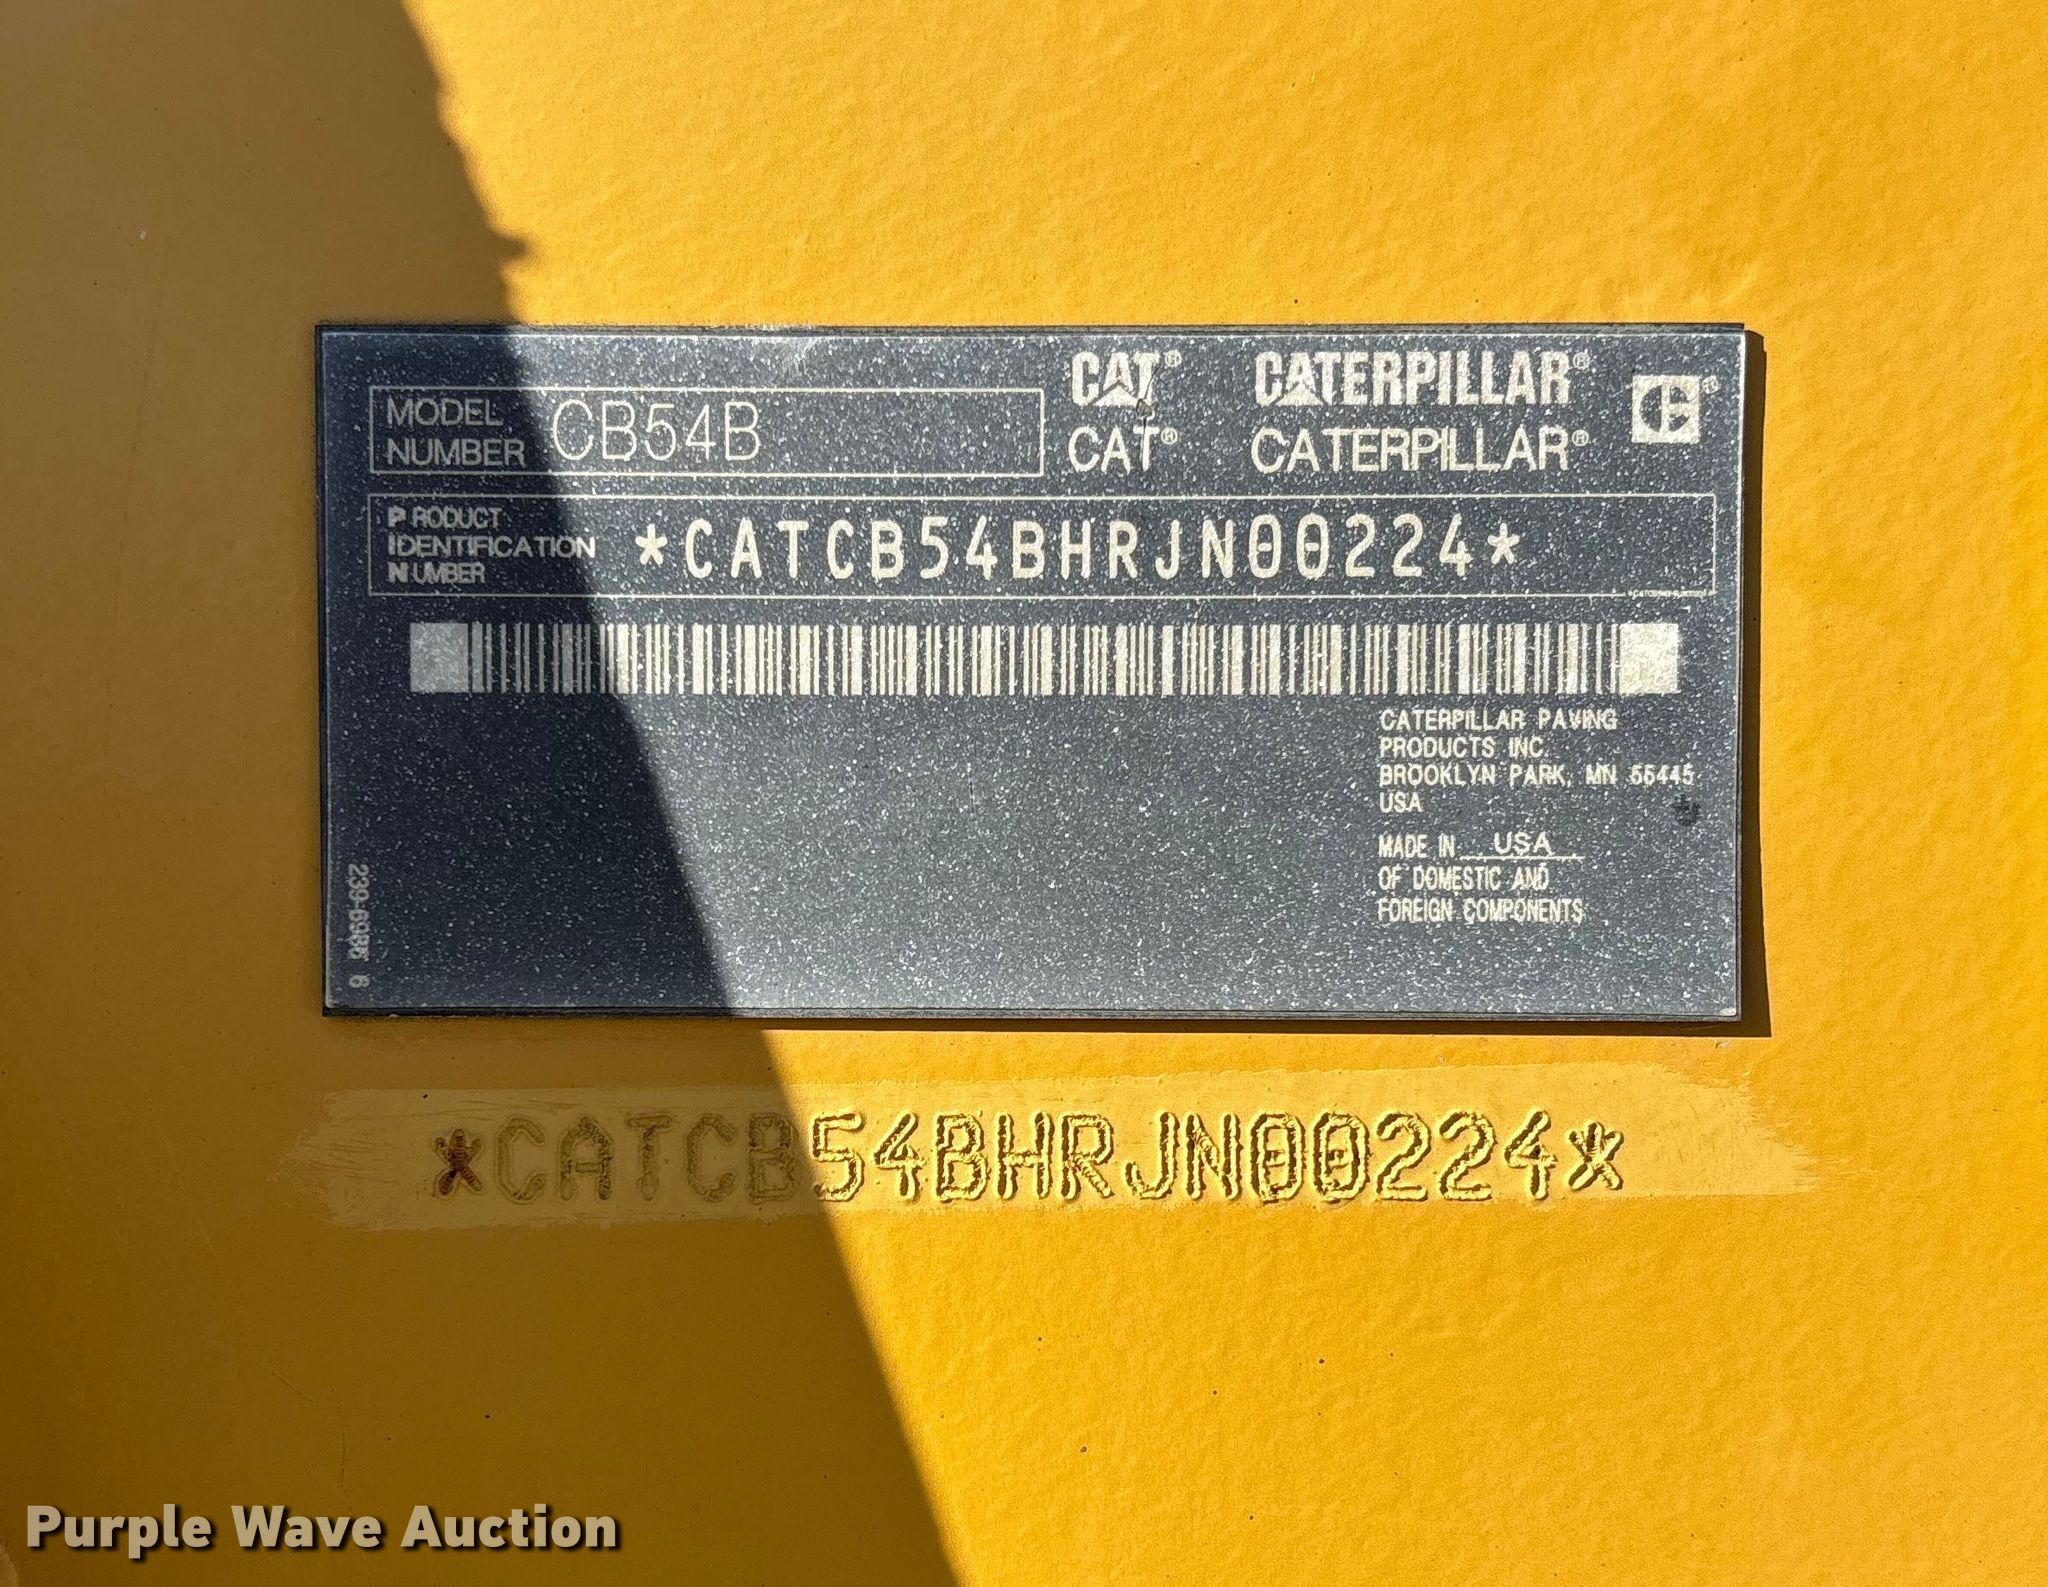 MODEL NUMBER CB54B
CAT® CATERPILLAR®
CAT® CATERPILLAR®
PRODUCT IDENTIFICATION NUMBER *CATCB54BHRJN00224*
CATERPILLAR PAVING
PRODUCTS INC
BROOKLYN PARK, MN 55445
USA
MADE IN USA
OF DOMESTIC AND
FOREIGN COMPONENTS
*CATCB54BHRJN00224*
Purple Wave Auction